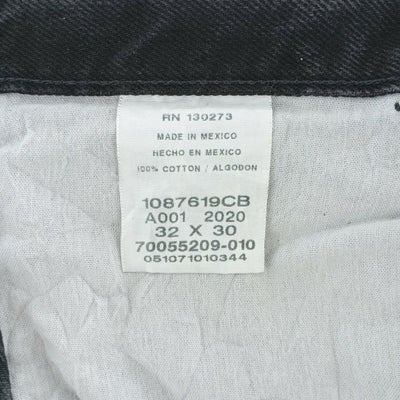 RN 130273
MADE IN MEXICO
HECHO EN MEXICO
100% COTTON / ALGODON
1087619CB
A001 2020
32 X 30
70055209-010
051071010344